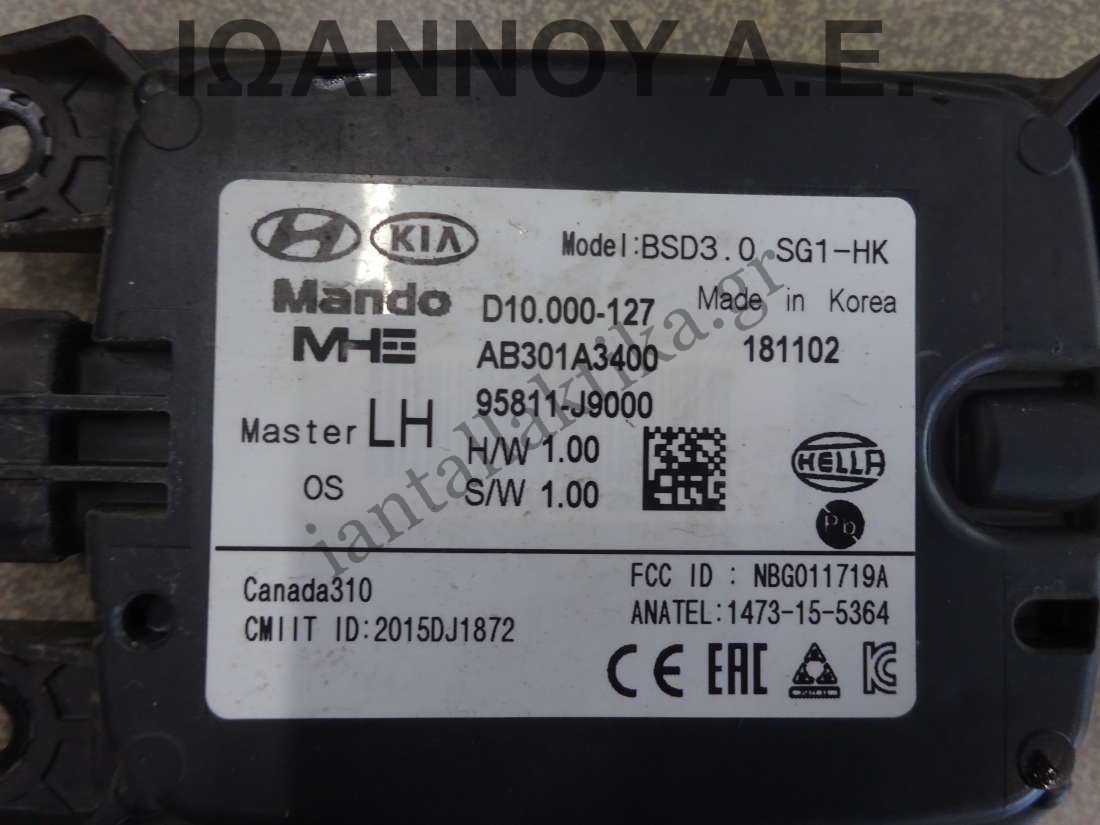 ΙΩΑΝΝΟΥ Α.Ε.
KIA
Model:BSD3.0 SG1-HK
Mando
D10.000-127
Made in Korea
MHE
AB301A3400
181102
95811-J9000
Master LH
H/W 1.00
HELLA
OS
S/W 1.00
Pb
iantallaktika.gr
Canada310
FCC ID : NBG011719A
CMIIT ID:2015DJ1872
ANATEL:1473-15-5364
CE EAC